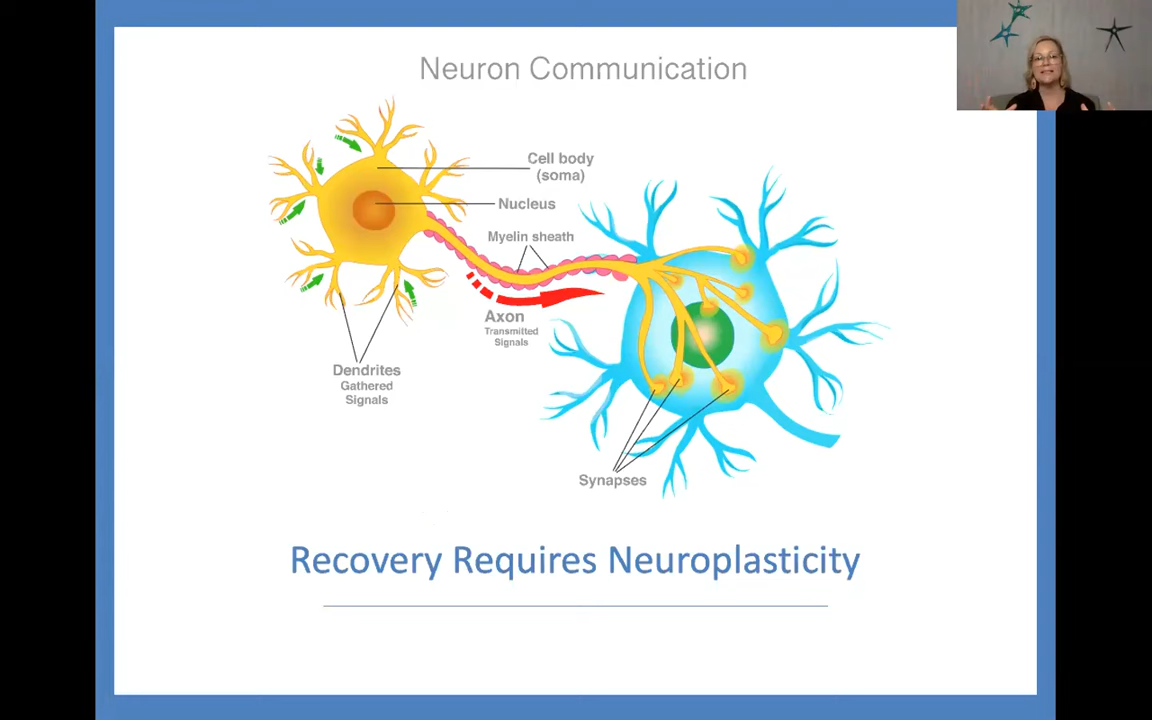 Neuron Communication
Cell body
(soma)
Nucleus
Myelin sheath
Axon
Transmitted
Signals
Dendrites
Gathered
Signals
Synapses
Recovery Requires Neuroplasticity